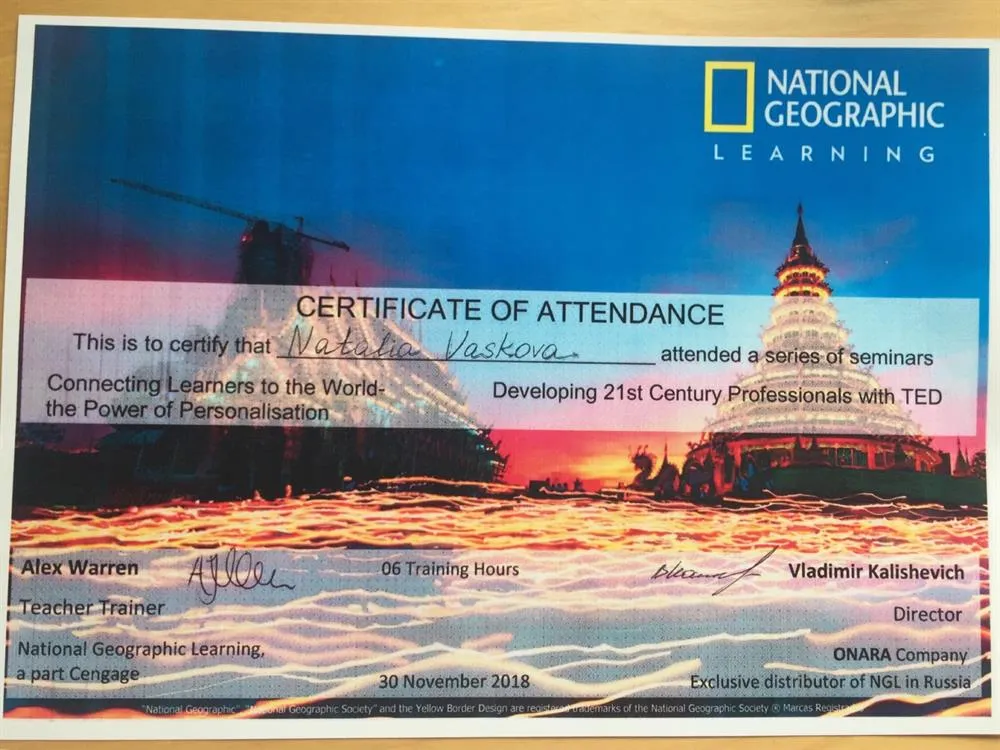 NATIONAL
GEOGRAPHIC
LEARNING
CERTIFICATE OF ATTENDANCE
This is to certify that Natalia Vaskova attended a series of seminars
Connecting Learners to the World-
the Power of Personalisation
Developing 21st Century Professionals with TED
Alex Warren
Teacher Trainer
National Geographic Learning,
a part Cengage
06 Training Hours
30 November 2018
Vladimir Kalishevich
Director
ONARA Company
Exclusive distributor of NGL in Russia
"National Geographic", "National Geographic Society" and the Yellow Border Design are registered trademarks of the National Geographic Society ® Marcas